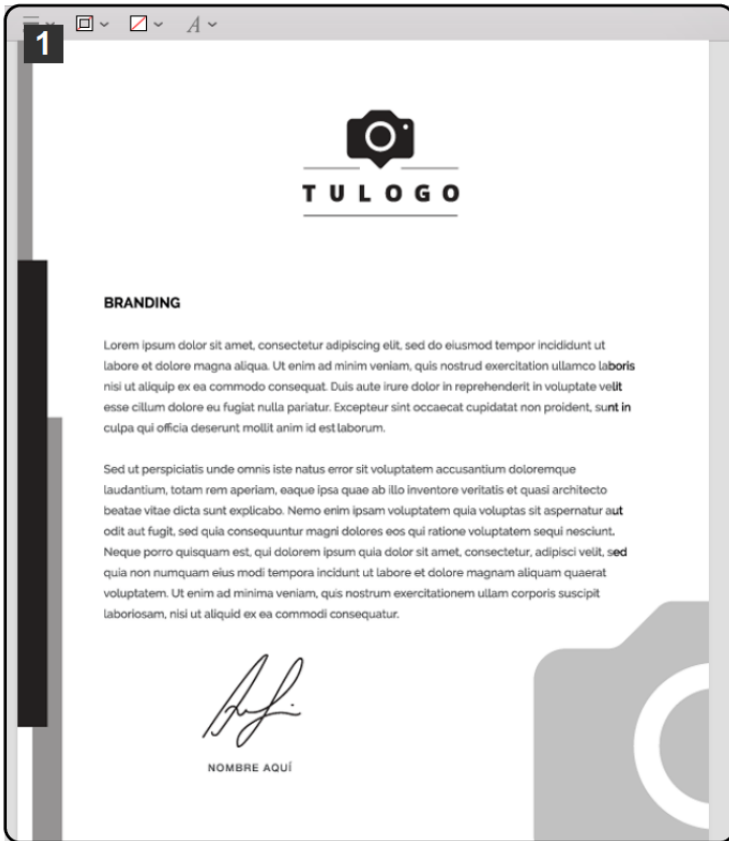 1
A
TULOGO
BRANDING
Lorem ipsum dolor sit amet, consectetur adipiscing elit, sed do eiusmod tempor incididunt ut
labore et dolore magna aliqua. Ut enim ad minim veniam, quis nostrud exercitation ullamco laboris
nisi ut aliquip ex ea commodo consequat. Duis aute irure dolor in reprehenderit in voluptate velit
esse cillum dolore eu fugiat nulla pariatur. Excepteur sint occaecat cupidatat non proident, sunt in
culpa qui officia deserunt mollit anim id est laborum.
Sed ut perspiciatis unde omnis iste natus error sit voluptatem accusantium doloremque
laudantium, totam rem aperiam, eaque ipsa quae ab illo inventore veritatis et quasi architecto
beatae vitae dicta sunt explicabo. Nemo enim ipsam voluptatem quia voluptas sit aspernatur aut
odit aut fugit, sed quia consequuntur magni dolores eos qui ratione voluptatem sequi nesciunt.
Neque porro quisquam est, qui dolorem ipsum quia dolor sit amet, consectetur, adipisci velit, sed
quia non numquam eius modi tempora incidunt ut labore et dolore magnam aliquam quaerat
voluptatem. Ut enim ad minima veniam, quis nostrum exercitationem ullam corporis suscipit
laboriosam, nisi ut aliquid ex ea commodi consequatur.
NOMBRE AQUÍ